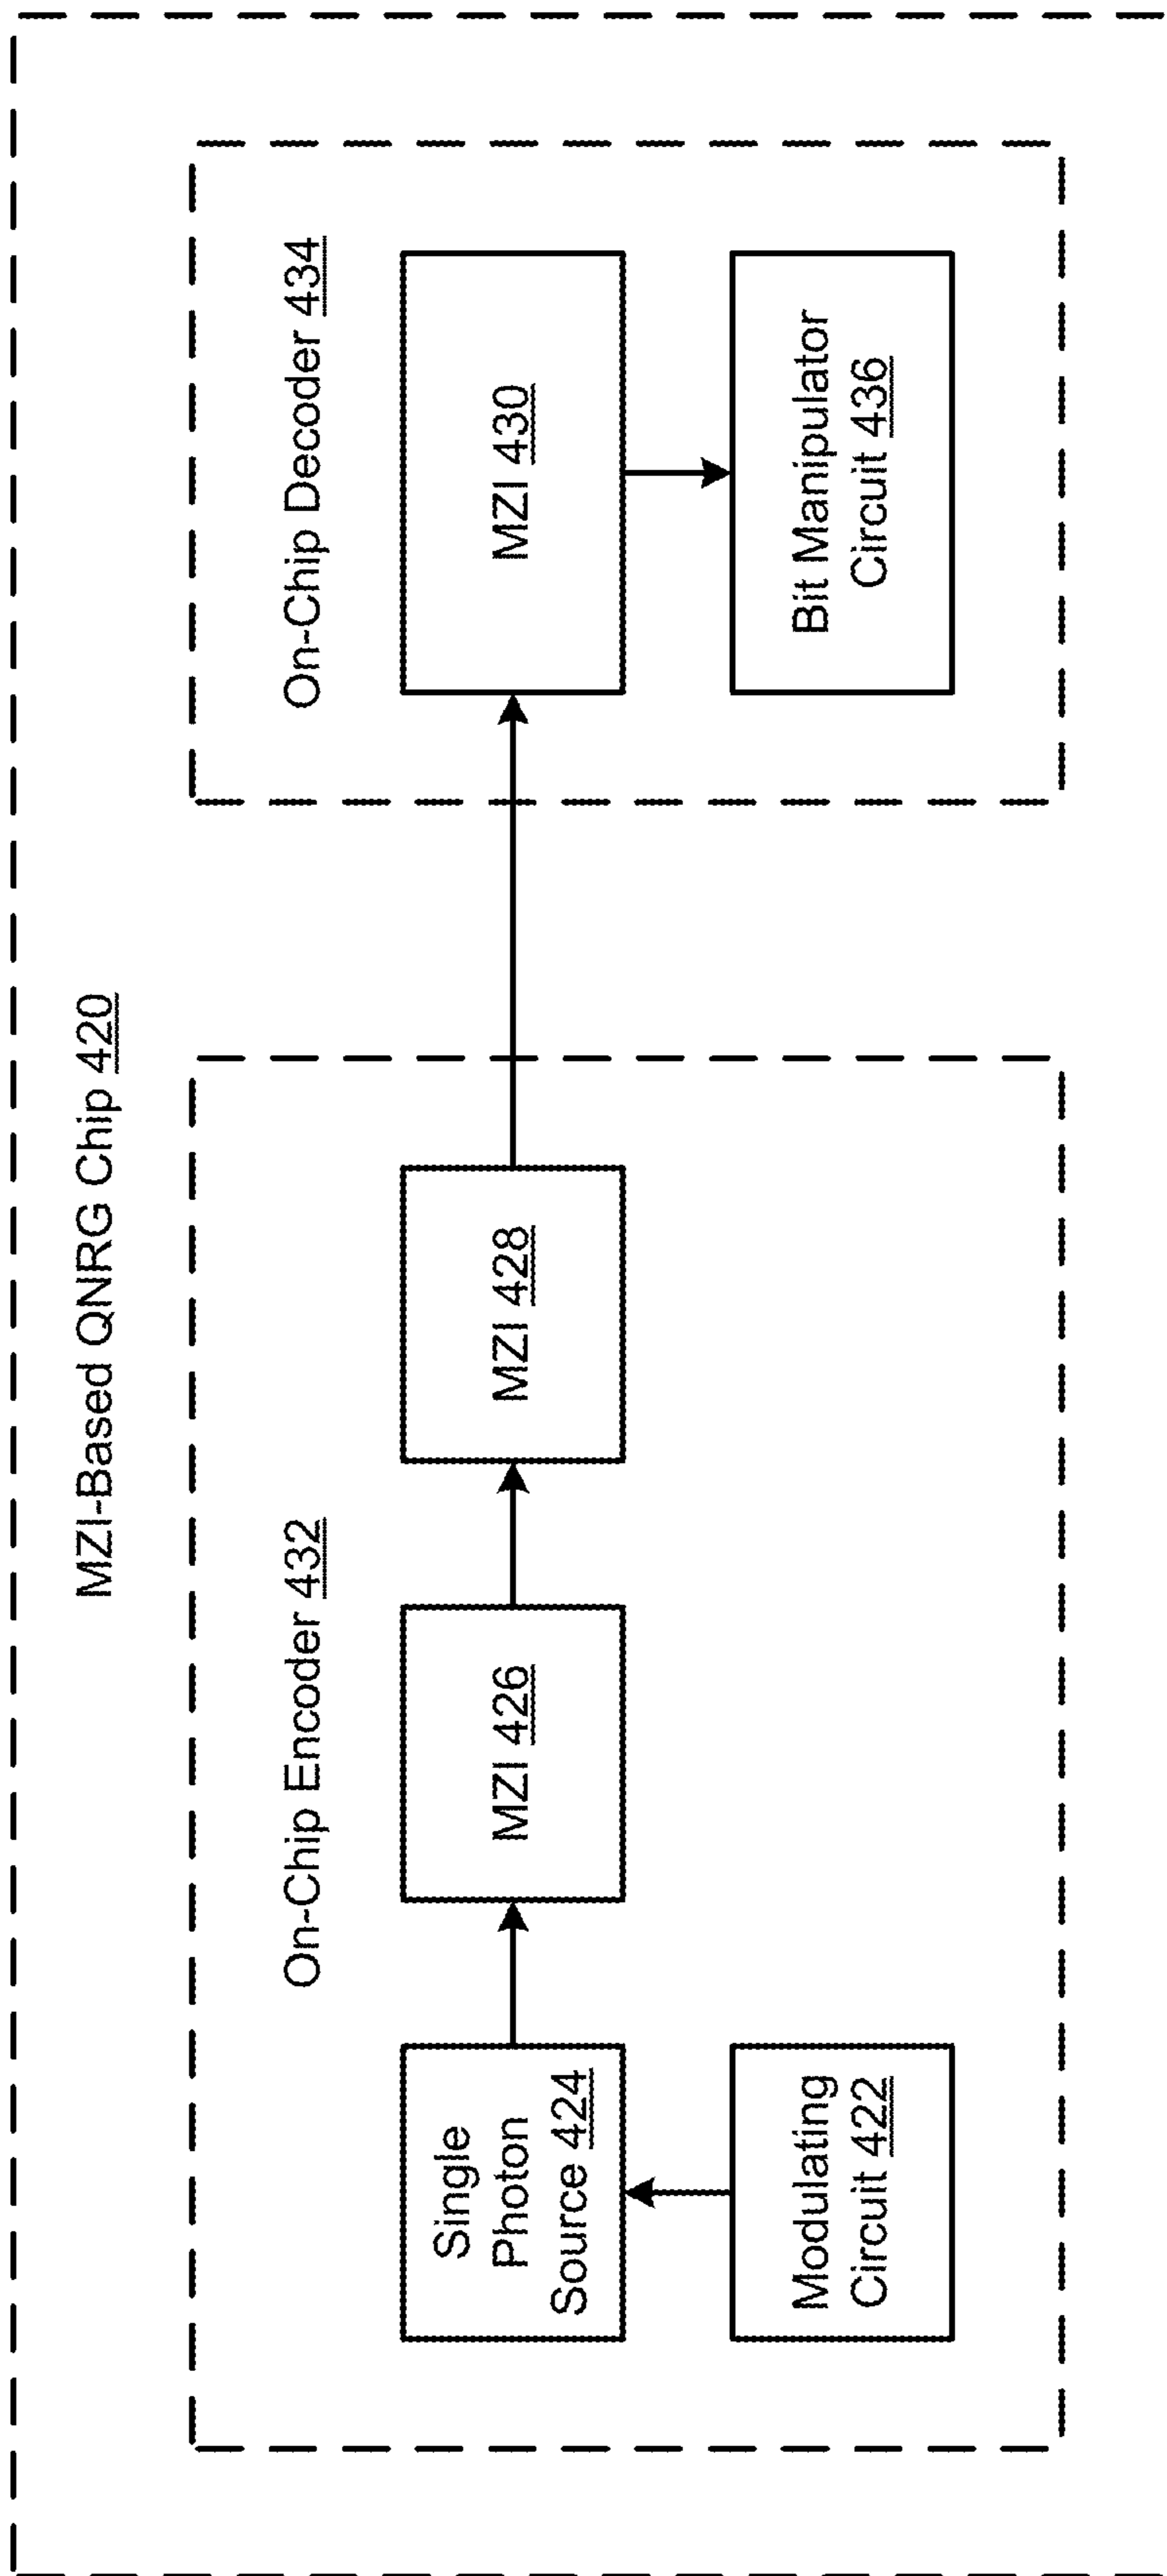 MZI-Based QNRG Chip 420
On-Chip Encoder 432
Single
Photon
Source 424
MZI 426
MZI 428
Modulating
Circuit 422
On-Chip Decoder 434
MZI 430
Bit Manipulator
Circuit 436